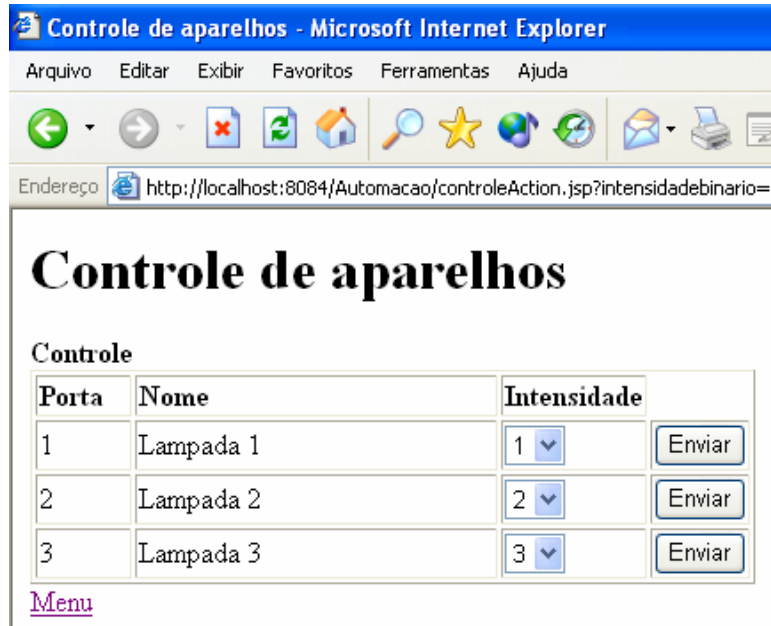 Controle de aparelhos - Microsoft Internet Explorer
Arquivo Editar Exibir Favoritos Ferramentas Ajuda
Endereço http://localhost:8084/Automacao/controleAction.jsp?intensidadebinario=
Controle de aparelhos
Controle
Porta Nome Intensidade
1 Lampada 1 1 Enviar
2 Lampada 2 2 Enviar
3 Lampada 3 3 Enviar
Menu